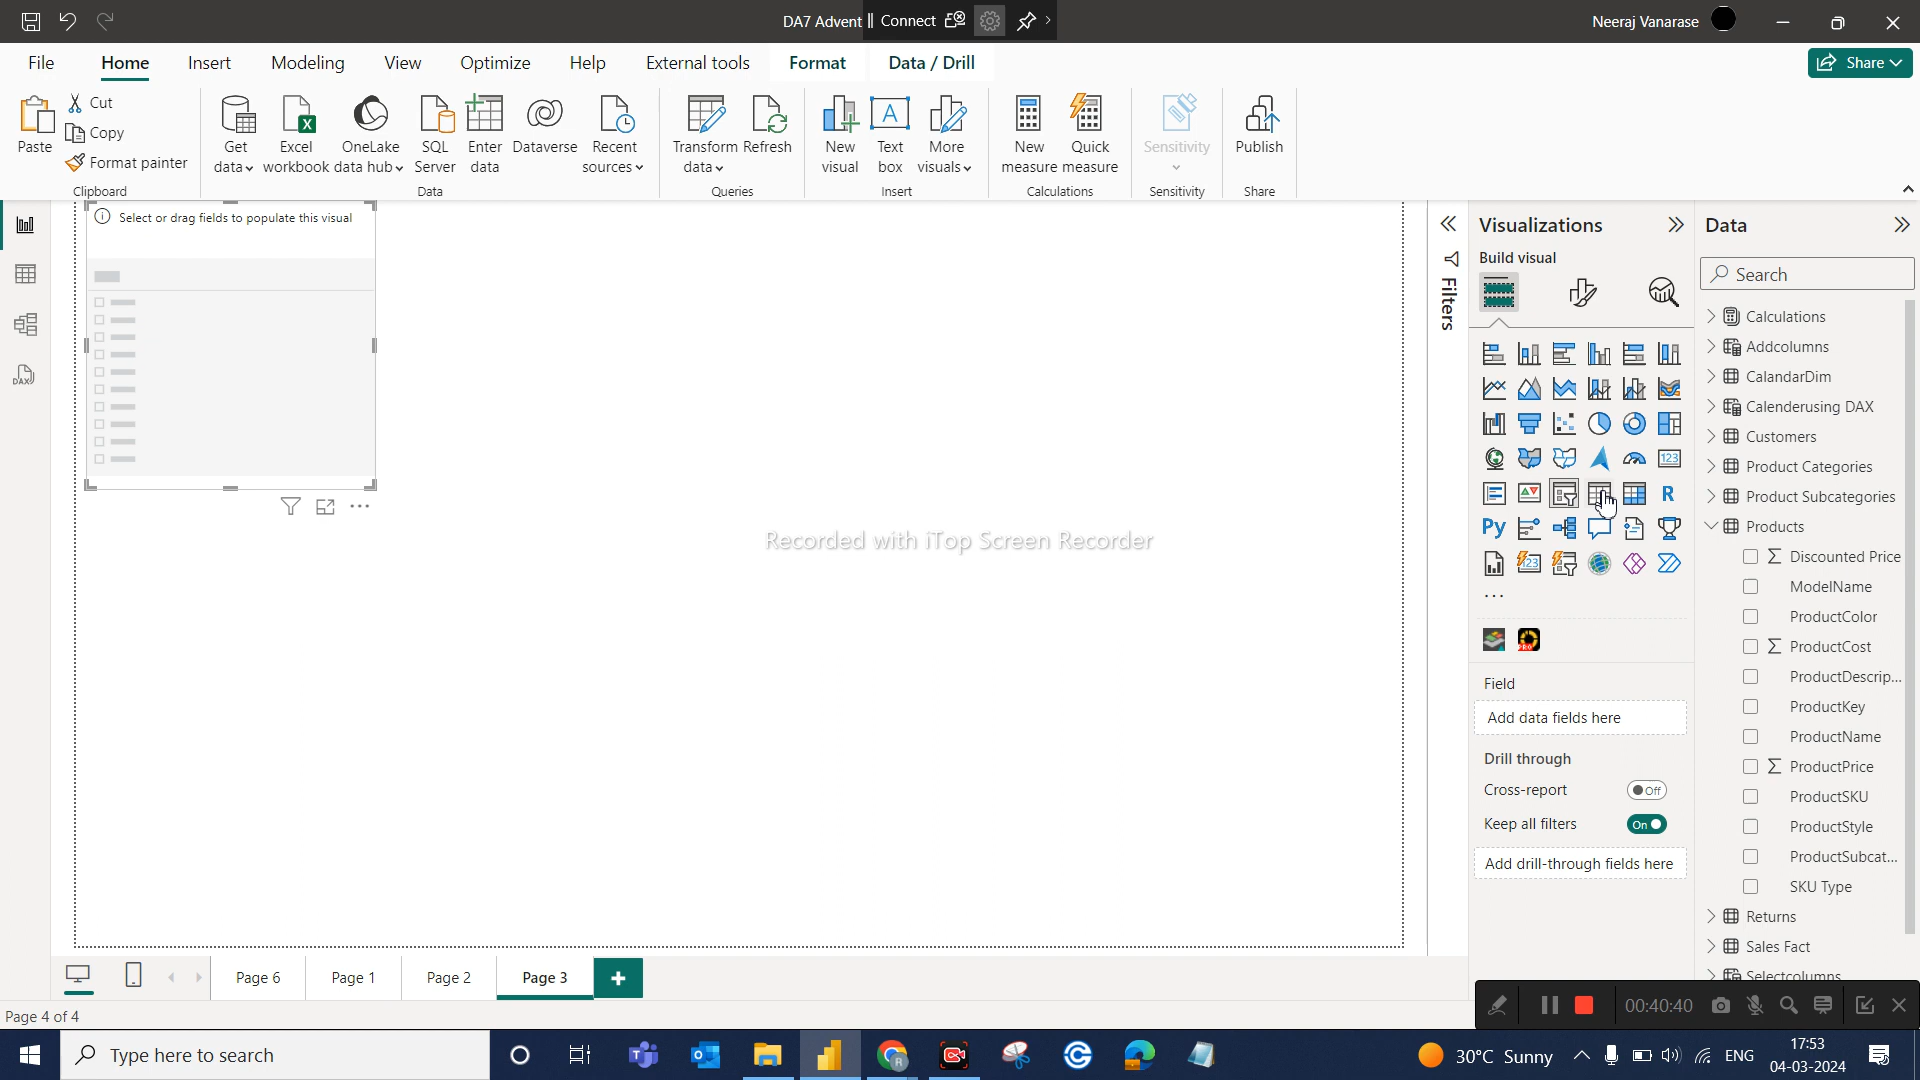 DA7 Advent
Connect
Neeraj Vanarase
File
Home
Insert
Modeling
View
Optimize
Help
External tools
Format
Data / Drill
Share
Paste
Cut
Copy
Format painter
Get data
Excel workbook
OneLake data hub
SQL Server
Enter data
Dataverse
Recent sources
Transform data
Refresh
New visual
Text box
More visuals
New measure
Quick measure
Sensitivity
Publish
Clipboard
Data
Queries
Insert
Calculations
Sensitivity
Share
Select or drag fields to populate this visual
Recorded with iTop Screen Recorder
Filters
Visualizations
Build visual
123
R
Py
123
PRO
Field
Add data fields here
Drill through
Cross-report
Off
Keep all filters
On
Add drill-through fields here
Data
Search
Calculations
Addcolumns
CalandarDim
Calenderusing DAX
Customers
Product Categories
Product Subcategories
Products
Discounted Price
ModelName
ProductColor
ProductCost
ProductDescrip...
ProductKey
ProductName
ProductPrice
ProductSKU
ProductStyle
ProductSubcat...
SKU Type
Returns
Sales Fact
Selectcolumns
DAX
Page 6
Page 1
Page 2
Page 3
Page 4 of 4
00:40:40
Type here to search
30°C Sunny
ENG
17:53
04-03-2024